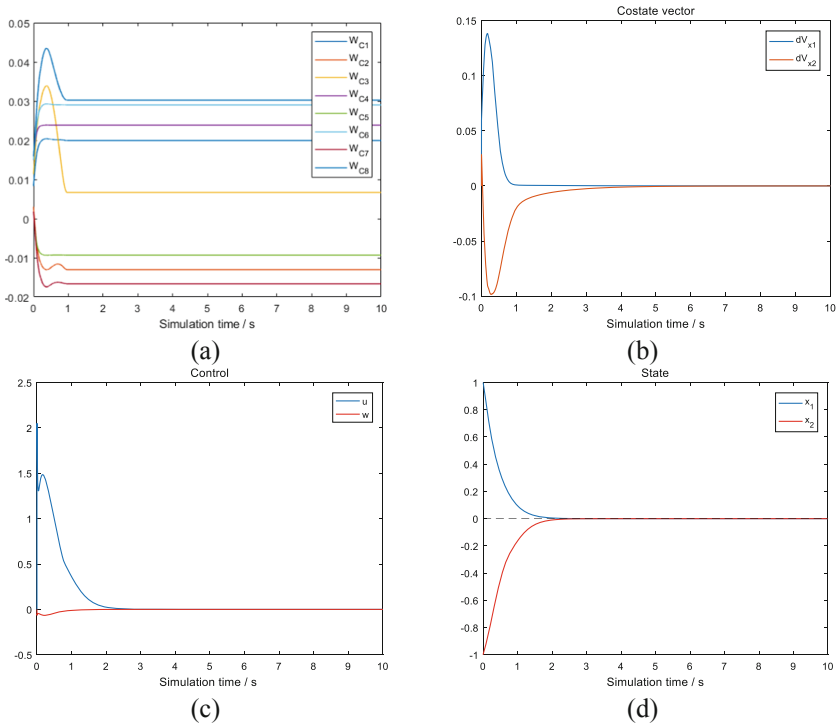 0.05
0.04
0.03
0.02
0.01
0
-0.01
-0.02
0 1 2 3 4 5 6 7 8 9 10
Simulation time / s
W_C1
W_C2
W_C3
W_C4
W_C5
W_C6
W_C7
W_C8
(a)
Costate vector
0.15
0.1
0.05
0
-0.05
-0.1
0 1 2 3 4 5 6 7 8 9 10
Simulation time / s
dV_x1
dV_x2
(b)
Control
2.5
2
1.5
1
0.5
0
-0.5
0 1 2 3 4 5 6 7 8 9 10
Simulation time / s
u
w
(c)
State
1
0.8
0.6
0.4
0.2
0
-0.2
-0.4
-0.6
-0.8
-1
0 1 2 3 4 5 6 7 8 9 10
Simulation time / s
x_1
x_2
(d)